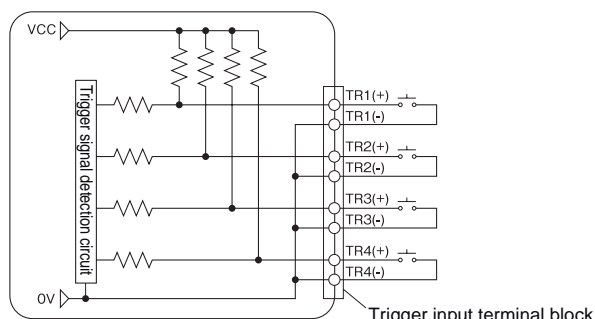 VCC
TR1(+)
TR1(-)
TR2(+)
TR2(-)
TR3(+)
TR3(-)
TR4(+)
TR4(-)
Trigger signal detection circuit
0V
Trigger input terminal block